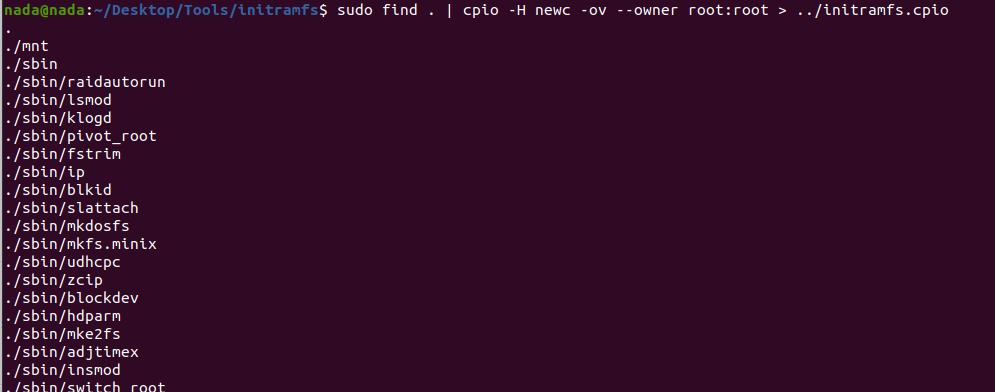 nada@nada:~/Desktop/Tools/initramfs$ sudo find . | cpio -H newc -ov --owner root:root > ../initramfs.cpio
.
./mnt
./sbin
./sbin/raidautorun
./sbin/lsmod
./sbin/klogd
./sbin/pivot_root
./sbin/fstrim
./sbin/ip
./sbin/blkid
./sbin/slattach
./sbin/mkdosfs
./sbin/mkfs.minix
./sbin/udhcpc
./sbin/zcip
./sbin/blockdev
./sbin/hdparm
./sbin/mke2fs
./sbin/adjtimex
./sbin/insmod
./sbin/switch_root